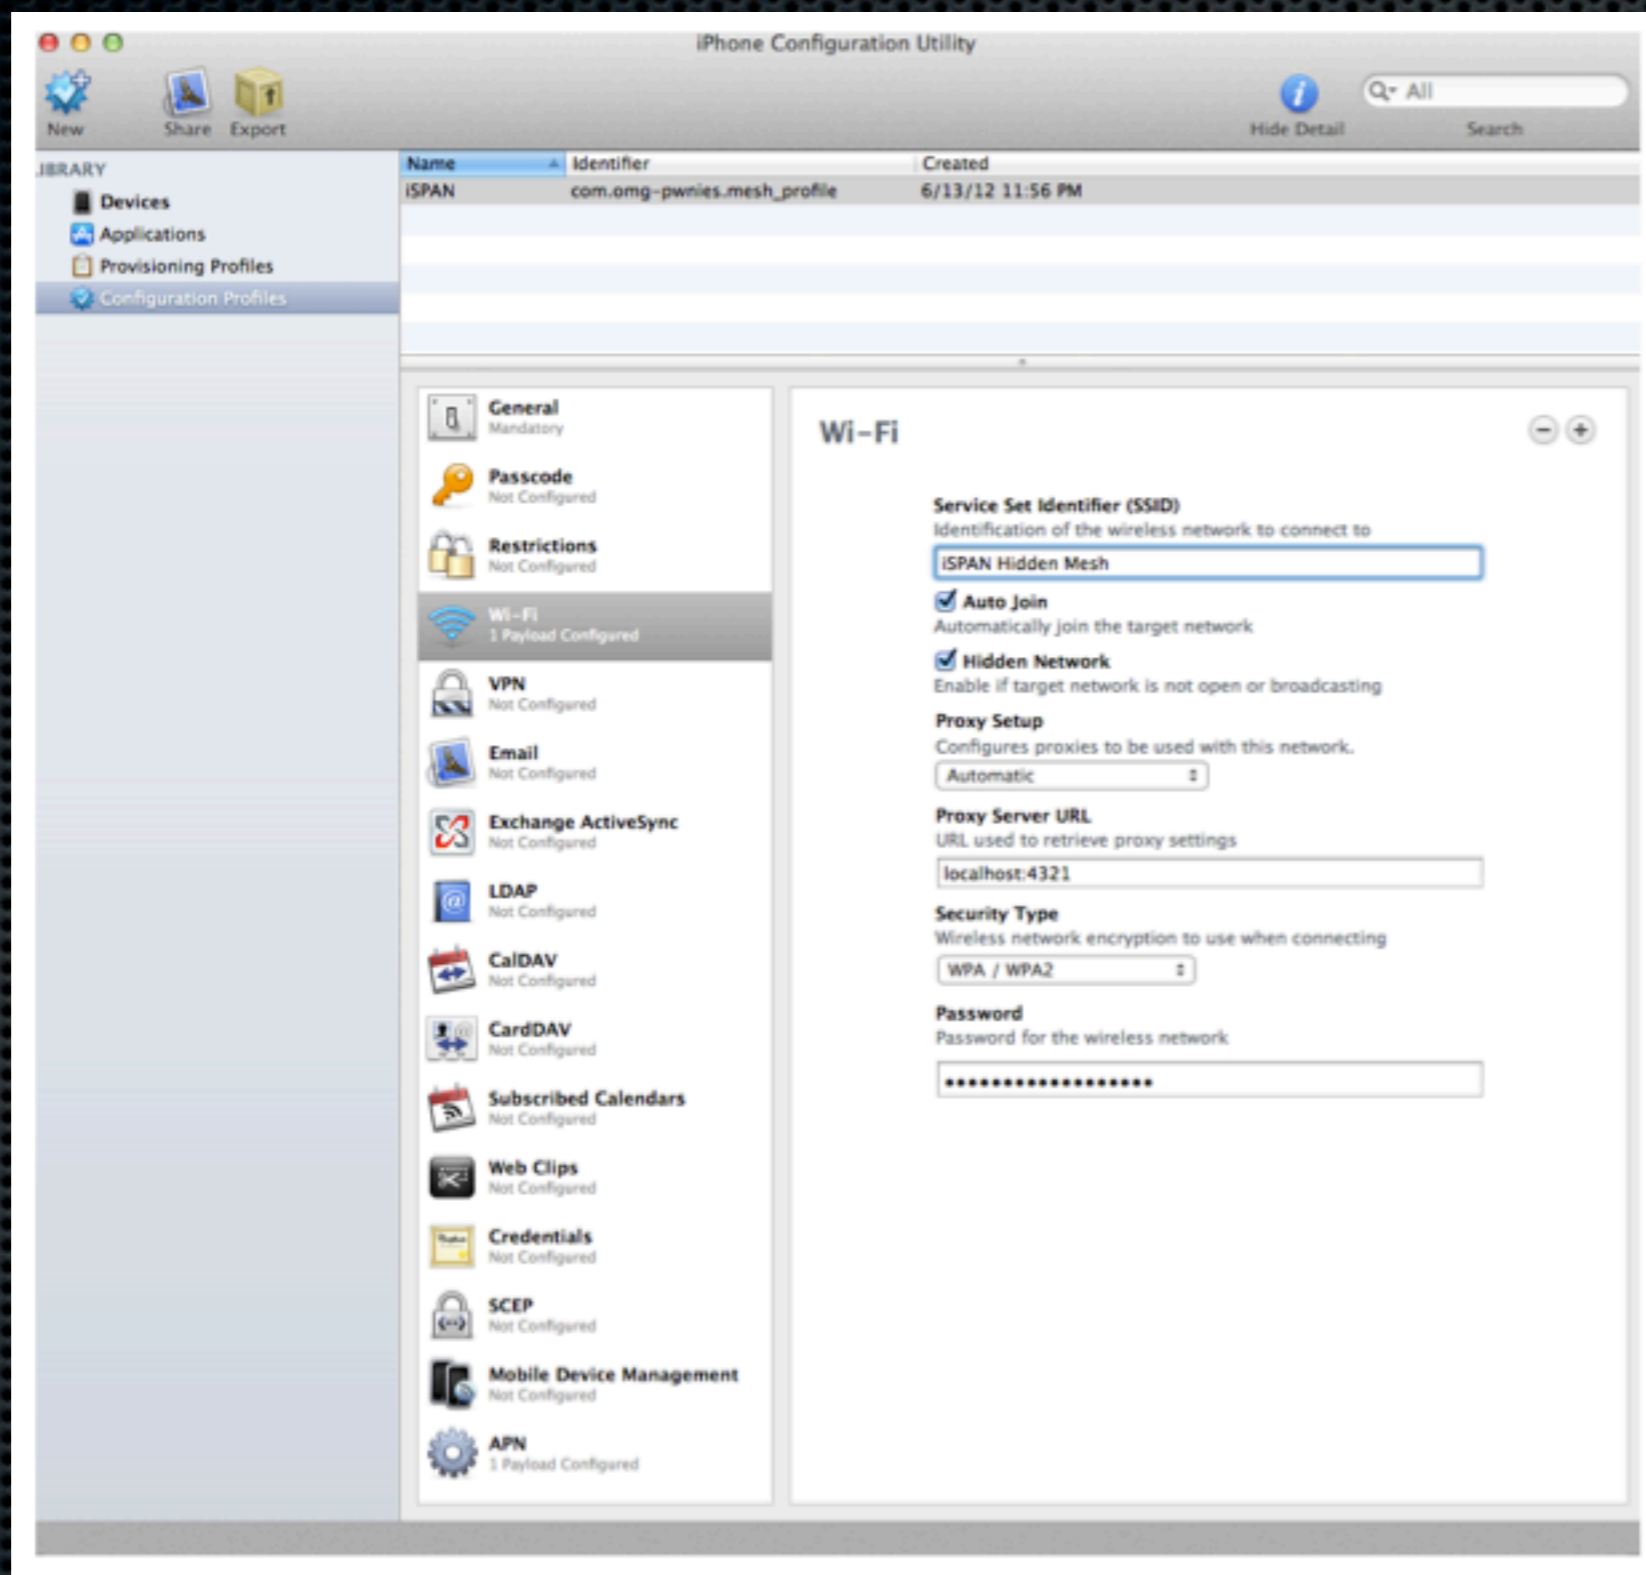 iPhone Configuration Utility
New
Share
Export
Hide Detail
All
Search
IBRARY
Devices
Applications
Provisioning Profiles
Configuration Profiles
Name
Identifier
Created
iSPAN
com.omg-pwnies.mesh_profile
6/13/12 11:56 PM
General
Mandatory
Passcode
Not Configured
Restrictions
Not Configured
Wi-Fi
1 Payload Configured
VPN
Not Configured
Email
Not Configured
Exchange ActiveSync
Not Configured
LDAP
Not Configured
CalDAV
Not Configured
CardDAV
Not Configured
Subscribed Calendars
Not Configured
Web Clips
Not Configured
Credentials
Not Configured
SCEP
Not Configured
Mobile Device Management
Not Configured
APN
1 Payload Configured
Wi-Fi
Service Set Identifier (SSID)
Identification of the wireless network to connect to
iSPAN Hidden Mesh
Auto Join
Automatically join the target network
Hidden Network
Enable if target network is not open or broadcasting
Proxy Setup
Configures proxies to be used with this network.
Automatic
Proxy Server URL
URL used to retrieve proxy settings
localhost:4321
Security Type
Wireless network encryption to use when connecting
WPA / WPA2
Password
Password for the wireless network
••••••••••••••••••